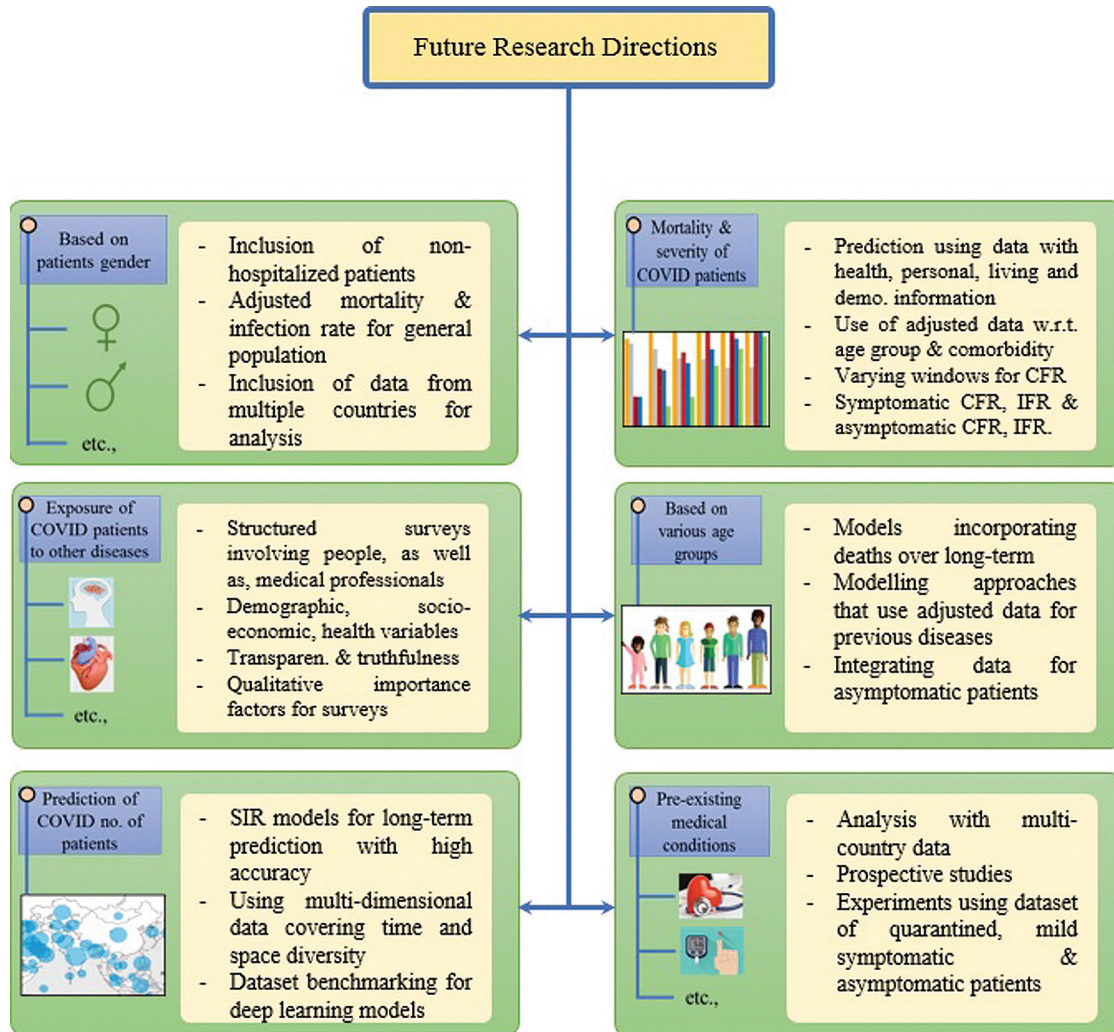 Future Research Directions
Based on
patients gender
etc.,
- Inclusion of non-
hospitalized patients
- Adjusted mortality &
infection rate for general
population
- Inclusion of data from
multiple countries for
analysis
Mortality &
severity of
COVID patients
- Prediction using data with
health, personal, living and
demo. information
- Use of adjusted data w.r.t.
age group & comorbidity
- Varying windows for CFR
- Symptomatic CFR, IFR &
asymptomatic CFR, IFR.
Exposure of
COVID patients
to other diseases
etc.,
- Structured surveys
involving people, as well
as, medical professionals
- Demographic, socio-
economic, health variables
- Transparen. & truthfulness
- Qualitative importance
factors for surveys
Based on
various age
groups
- Models incorporating
deaths over long-term
- Modelling approaches
that use adjusted data for
previous diseases
- Integrating data for
asymptomatic patients
Prediction of
COVID no. of
patients
- SIR models for long-term
prediction with high
accuracy
- Using multi-dimensional
data covering time and
space diversity
- Dataset benchmarking for
deep learning models
Pre-existing
medical
conditions
etc.,
- Analysis with multi-
country data
- Prospective studies
- Experiments using dataset
of quarantined, mild
symptomatic &
asymptomatic patients